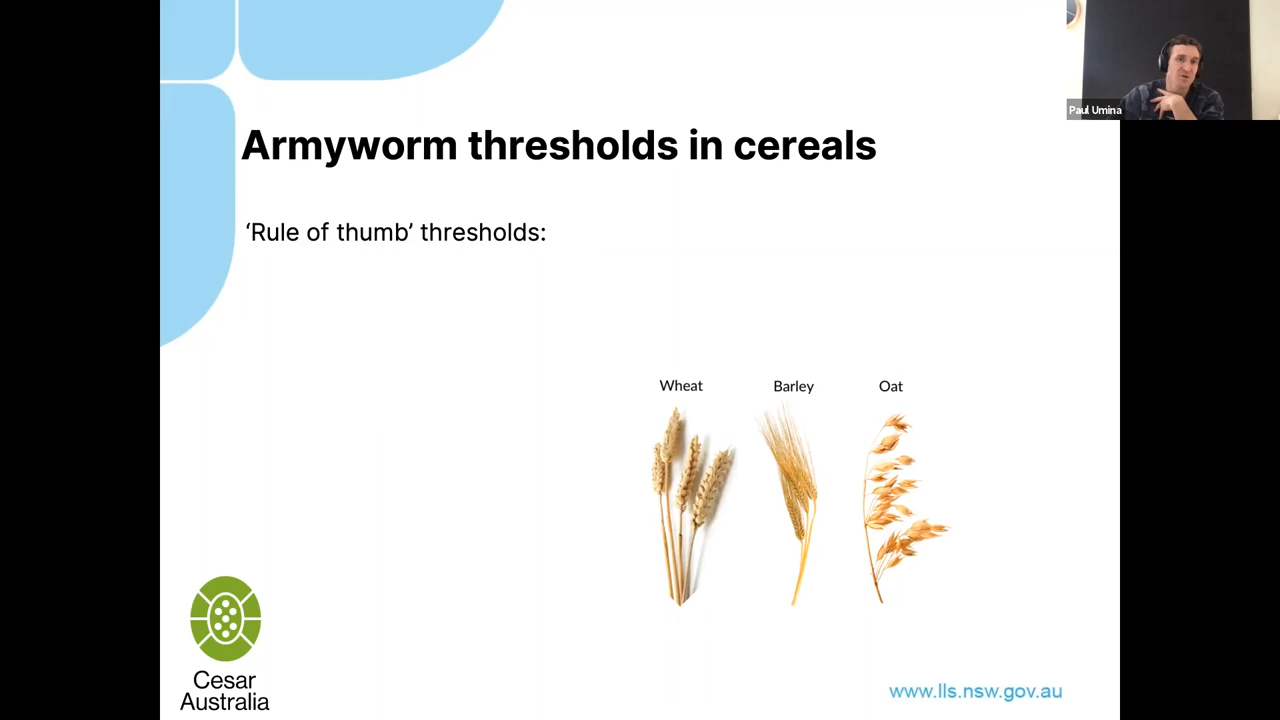 Paul Umina
Armyworm thresholds in cereals
‘Rule of thumb’ thresholds:
Wheat Barley Oat
Cesar
Australia
www.lls.nsw.gov.au